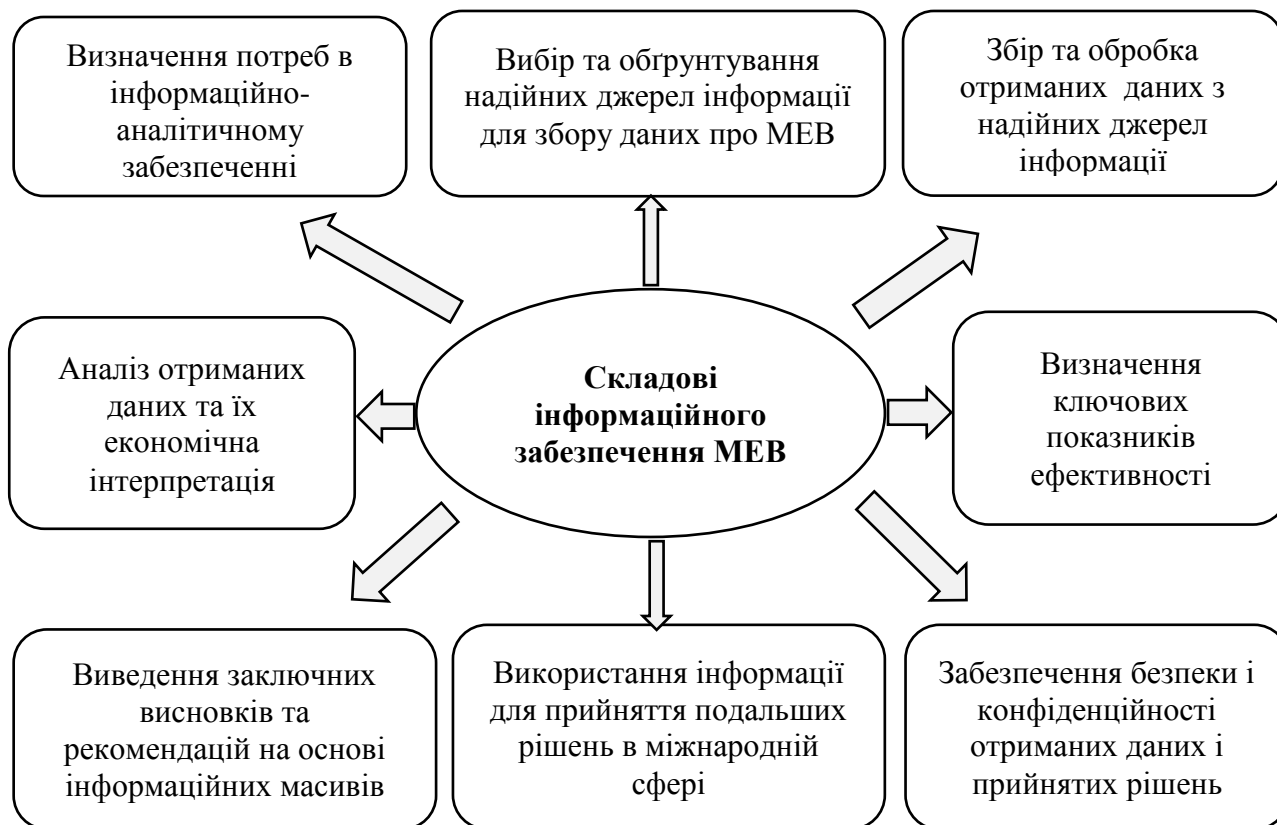 Визначення потреб в
інформаційно-
аналітичному
забезпеченні
Вибір та обґрунтування
надійних джерел інформації
для збору даних про МЕВ
Збір та обробка
отриманих даних з
надійних джерел
інформації
Аналіз отриманих
даних та їх
економічна
інтерпретація
Складові
інформаційного
забезпечення МЕВ
Визначення
ключових
показників
ефективності
Виведення заключних
висновків та
рекомендацій на основі
інформаційних масивів
Використання інформації
для прийняття подальших
рішень в міжнародній
сфері
Забезпечення безпеки і
конфіденційності
отриманих даних і
прийнятих рішень